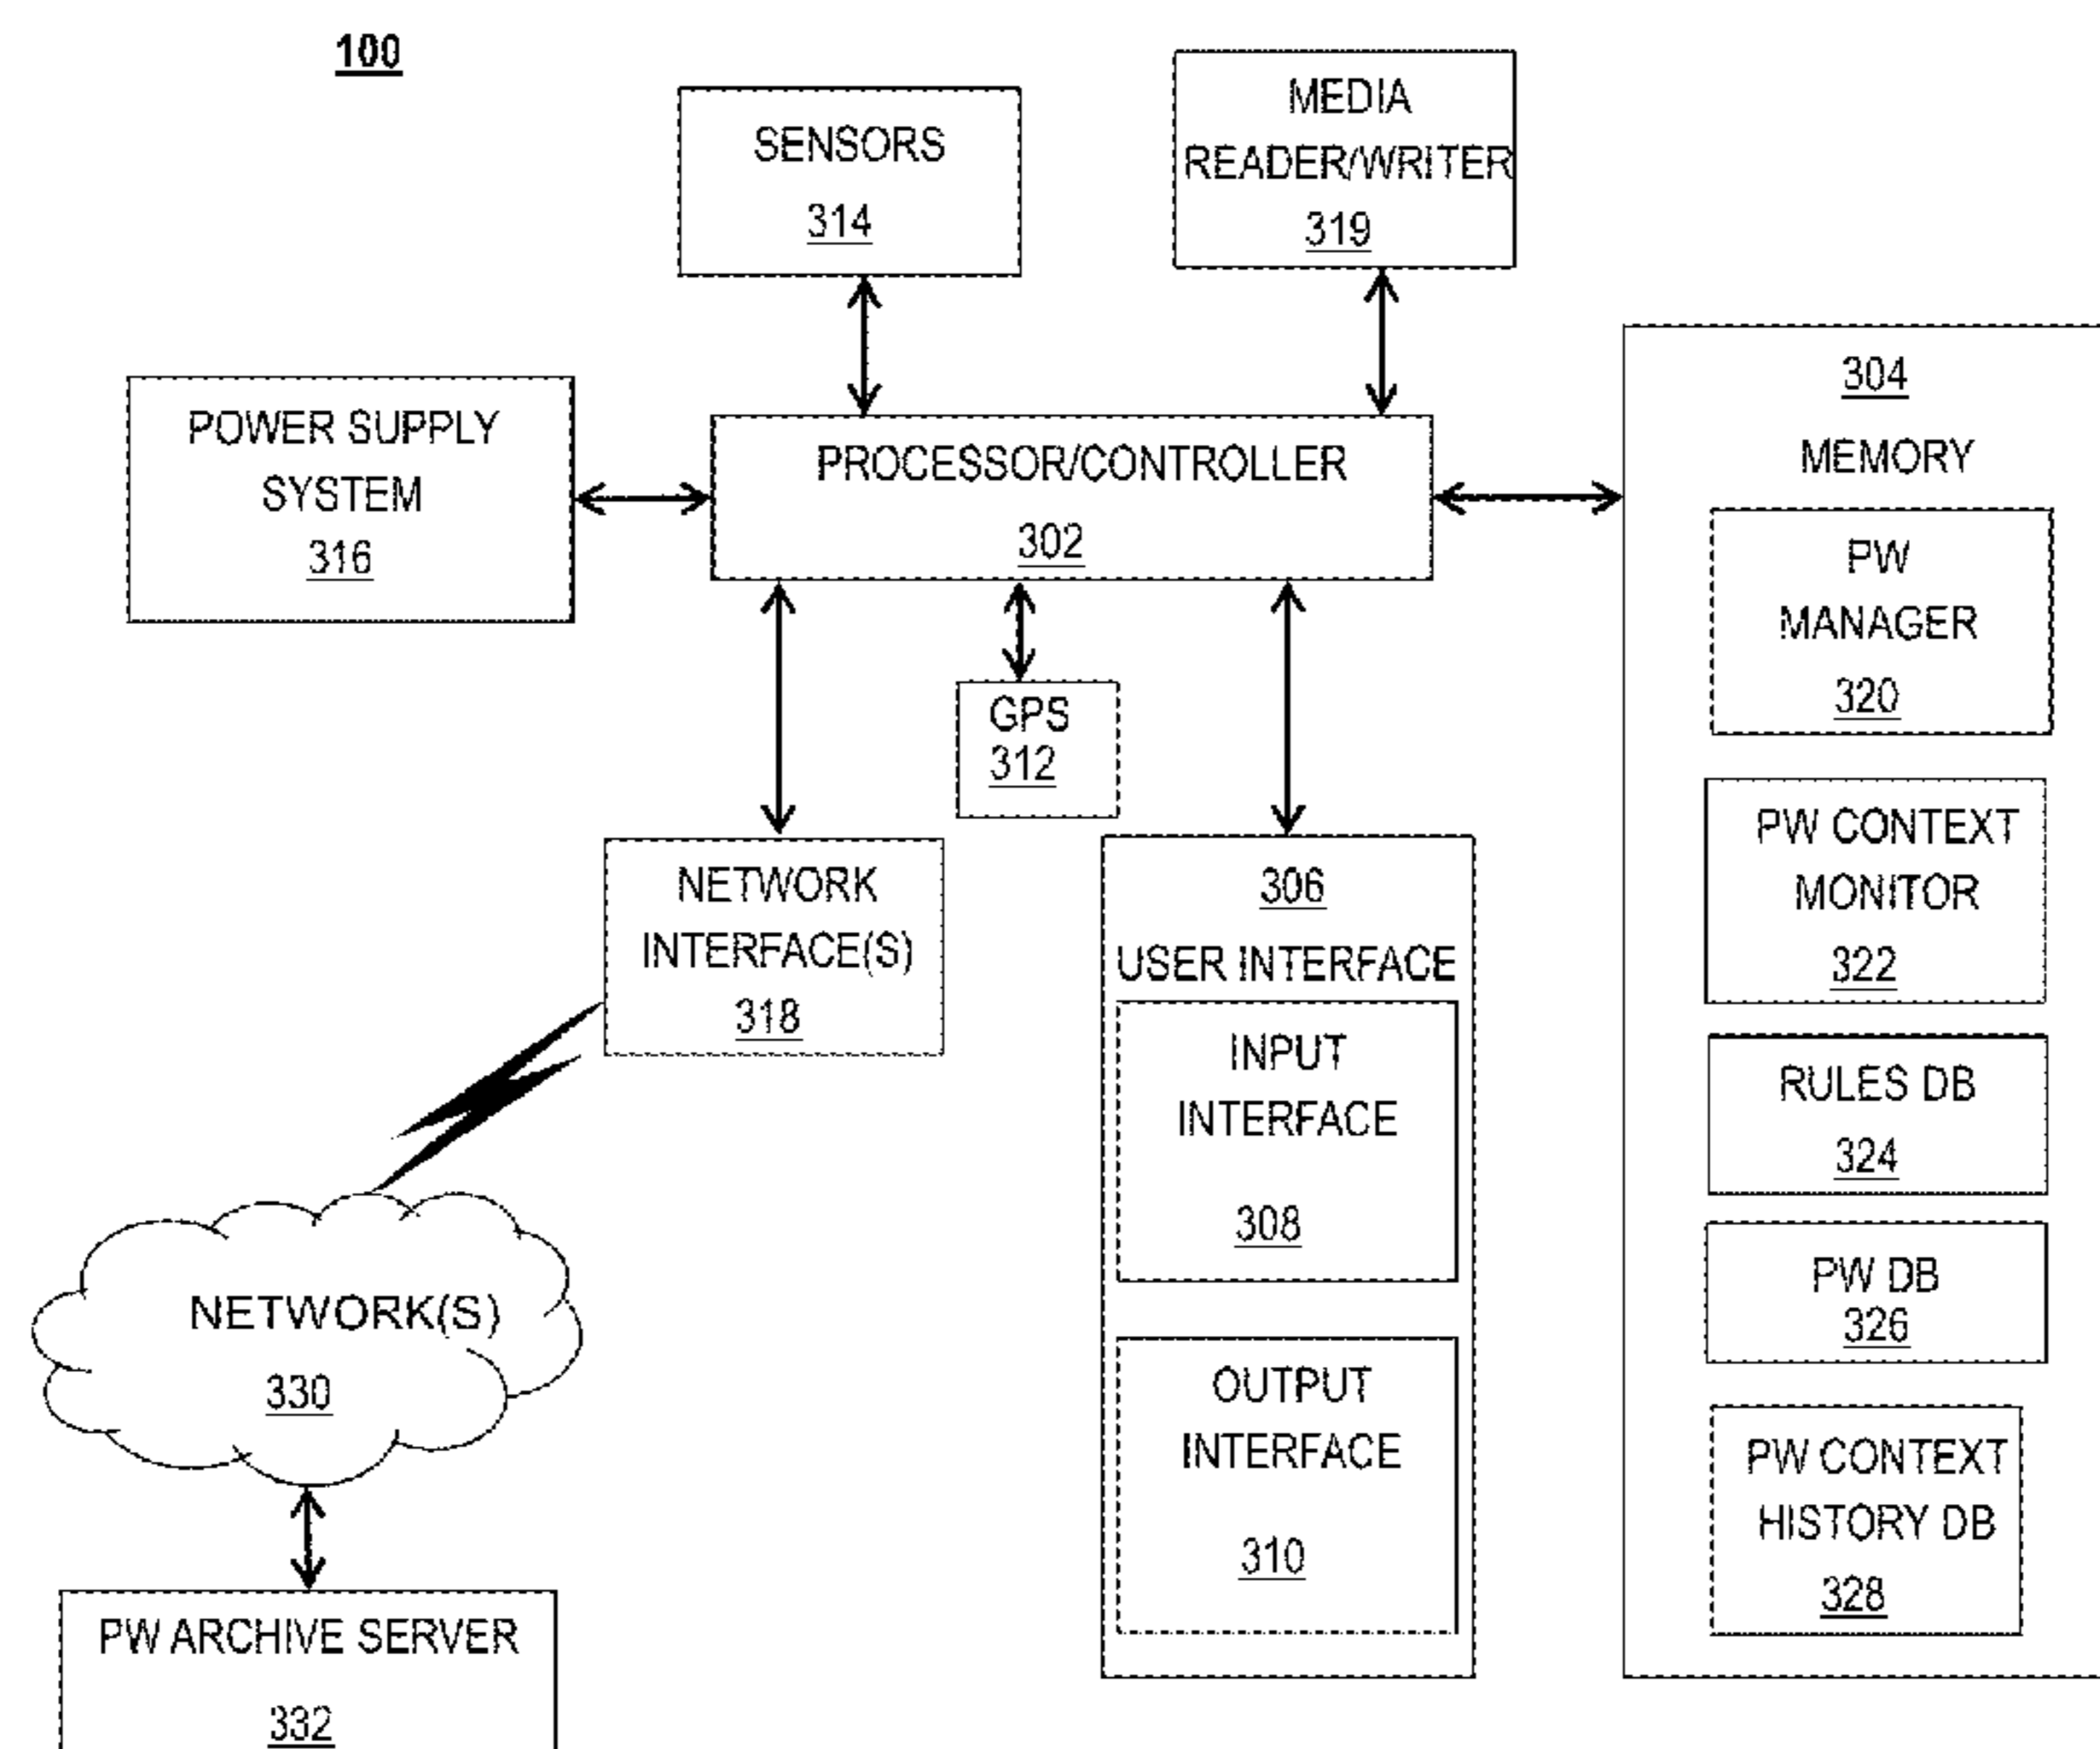 100
SENSORS
314
MEDIA
READER/WRITER
319
POWER SUPPLY
SYSTEM
316
PROCESSOR/CONTROLLER
302
304
MEMORY
PW
MANAGER
320
PW CONTEXT
MONITOR
322
RULES DB
324
PW DB
326
PW CONTEXT
HISTORY DB
328
GPS
312
NETWORK
INTERFACE(S)
318
306
USER INTERFACE
INPUT
INTERFACE
308
OUTPUT
INTERFACE
310
NETWORK(S)
330
PW ARCHIVE SERVER
332